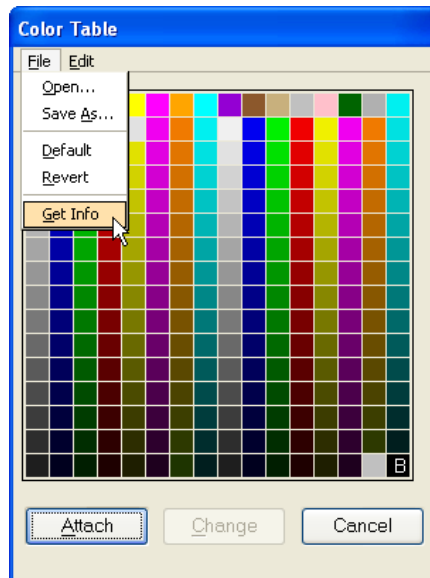 Color Table
File Edit
Open...
Save As...
Default
Revert
Get Info
B
Attach Change Cancel